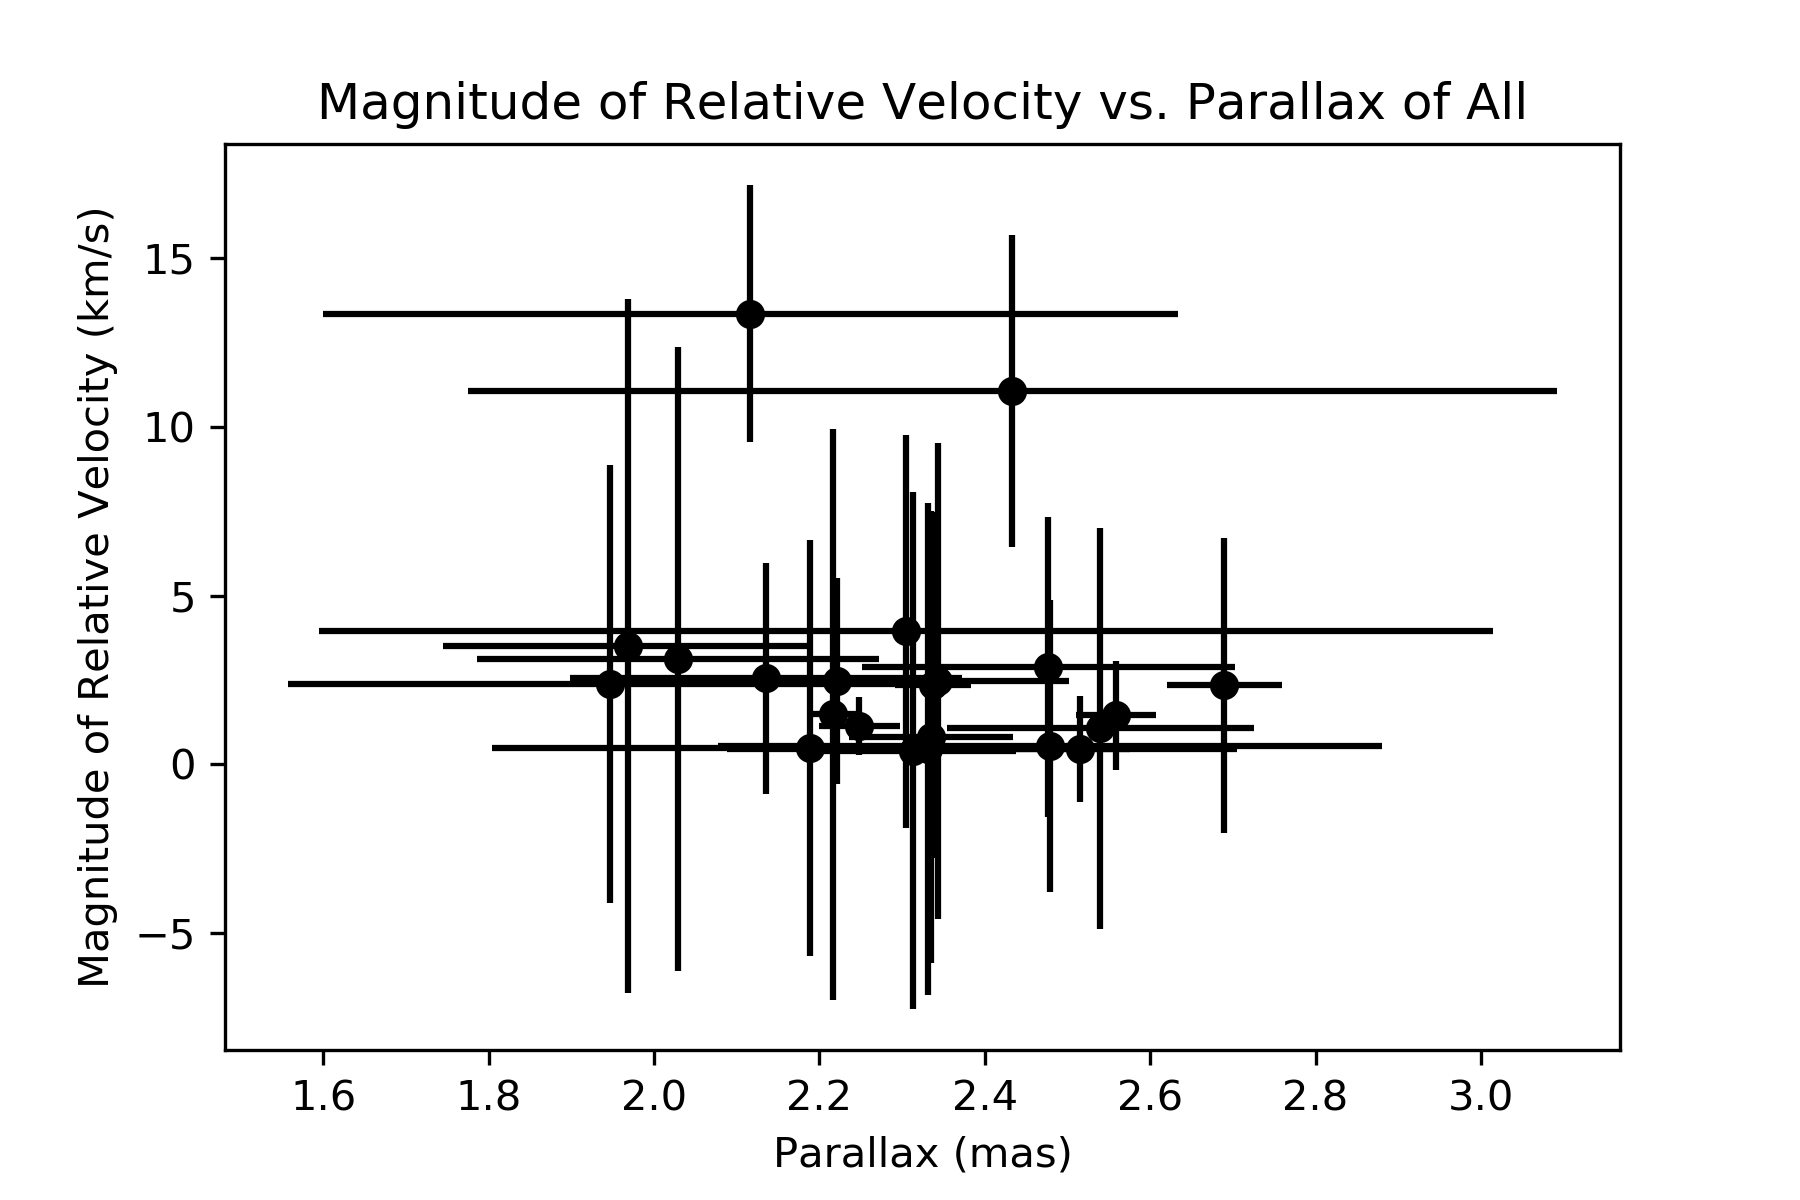 Magnitude of Relative Velocity vs. Parallax of All
Magnitude of Relative Velocity (km/s)
15
10
5
0
−5
1.6 1.8 2.0 2.2 2.4 2.6 2.8 3.0
Parallax (mas)